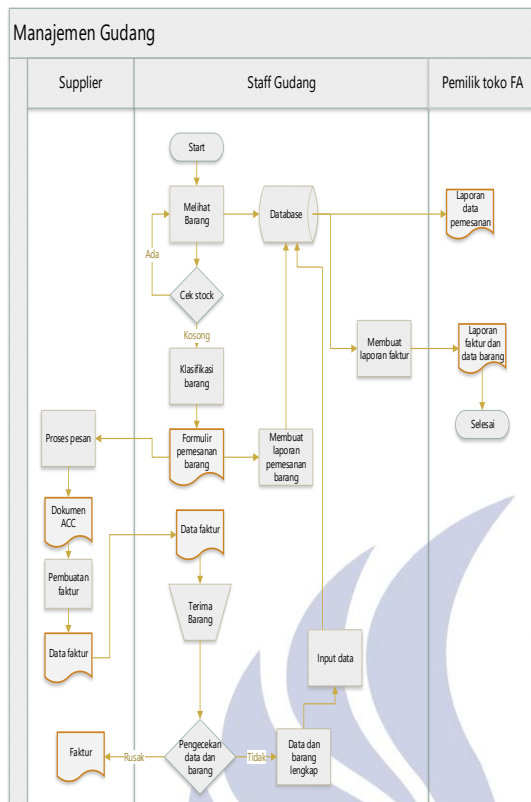 Manajemen Gudang
Supplier
Staff Gudang
Pemilik toko FA
Start
Melihat
Barang
Database
Laporan
data
pemesanan
Ada
Cek stock
Kosong
Membuat
laporan faktur
Laporan
faktur dan
data barang
Klasifikasi
barang
Selesai
Proses pesan
Formulir
pemesanan
barang
Membuat
laporan
pemesanan
barang
Dokumen
ACC
Data faktur
Pembuatan
faktur
Terima
Barang
Data faktur
Input data
Faktur
Rusak
Pengecekan
data dan
barang
Tidak
Data dan
barang
lengkap